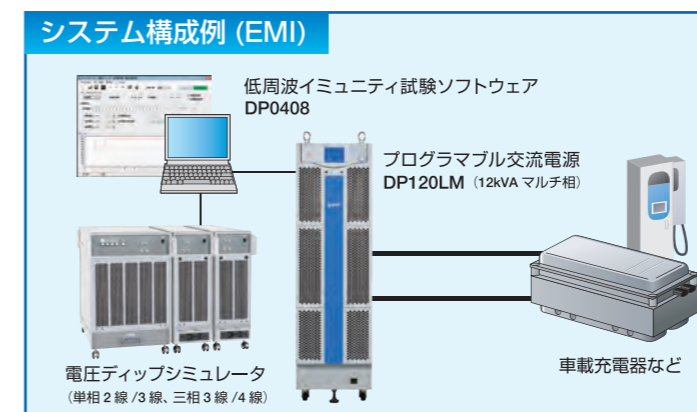 システム構成例 (EMI)
低周波イミュニティ試験ソフトウェア
DP0408
プログラマブル交流電源
DP120LM（12kVA マルチ相）
電圧ディップシミュレータ
（単相 2 線 /3 線、三相 3 線 /4 線）
車載充電器など